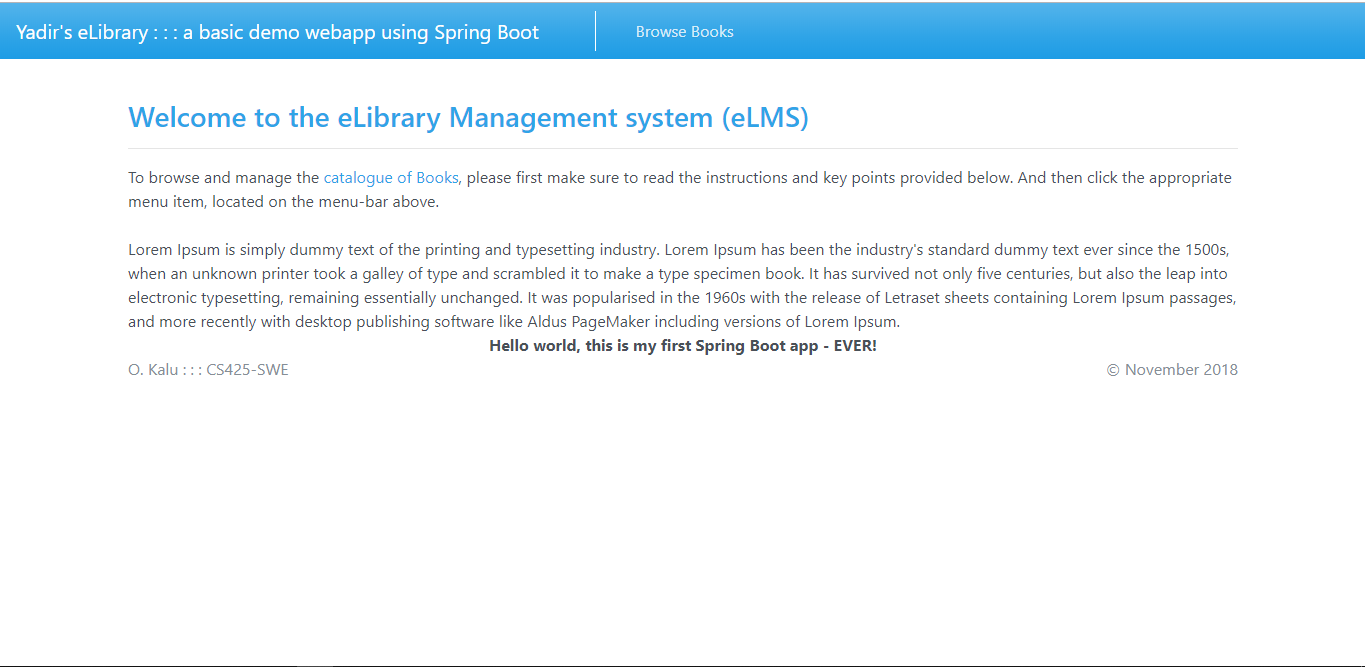 Yadir's eLibrary : : : a basic demo webapp using Spring Boot
Browse Books
Welcome to the eLibrary Management system (eLMS)
To browse and manage the catalogue of Books, please first make sure to read the instructions and key points provided below. And then click the appropriate
menu item, located on the menu-bar above.
Lorem Ipsum is simply dummy text of the printing and typesetting industry. Lorem Ipsum has been the industry's standard dummy text ever since the 1500s,
when an unknown printer took a galley of type and scrambled it to make a type specimen book. It has survived not only five centuries, but also the leap into
electronic typesetting, remaining essentially unchanged. It was popularised in the 1960s with the release of Letraset sheets containing Lorem Ipsum passages,
and more recently with desktop publishing software like Aldus PageMaker including versions of Lorem Ipsum.
Hello world, this is my first Spring Boot app - EVER!
O. Kalu : : : CS425-SWE
© November 2018